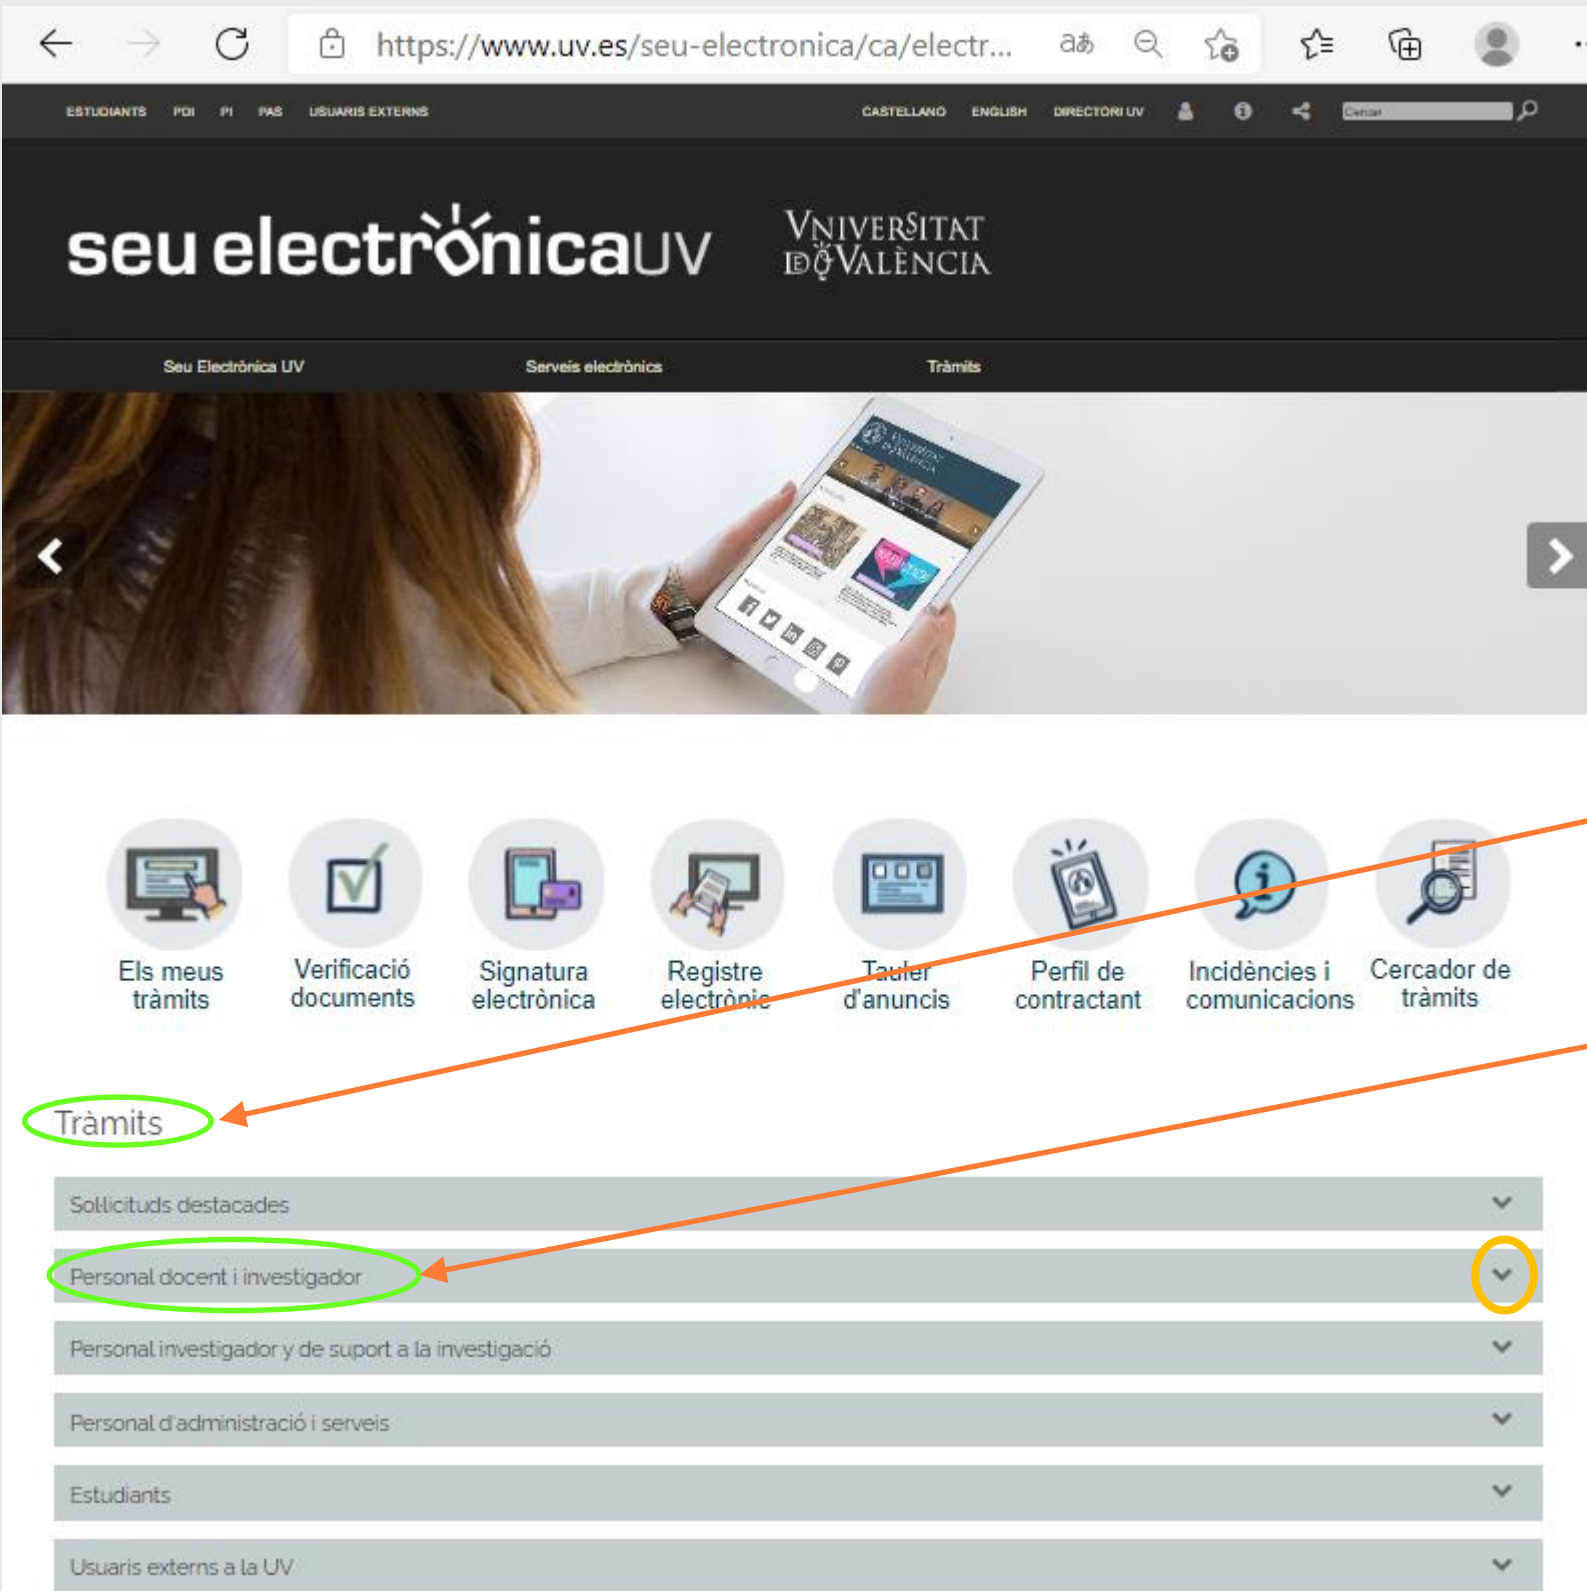 https://www.uv.es/seu-electronica/ca/electr...
ESTUDIANTS PDI PI PAS USUARIS EXTERNS CASTELLANO ENGLISH DIRECTORI UV Cercar
seu electrònicauv
VNIVERSITAT
DE VALÈNCIA
Seu Electrònica UV Serveis electrònics Tràmits
Els meus tràmits
Verificació documents
Signatura electrònica
Registre electrònic
Tauler d'anuncis
Perfil de contractant
Incidències i comunicacions
Cercador de tràmits
Tràmits
Sol·licituds destacades
Personal docent i investigador
Personal investigador y de suport a la investigació
Personal d'administració i serveis
Estudiants
Usuaris externs a la UV